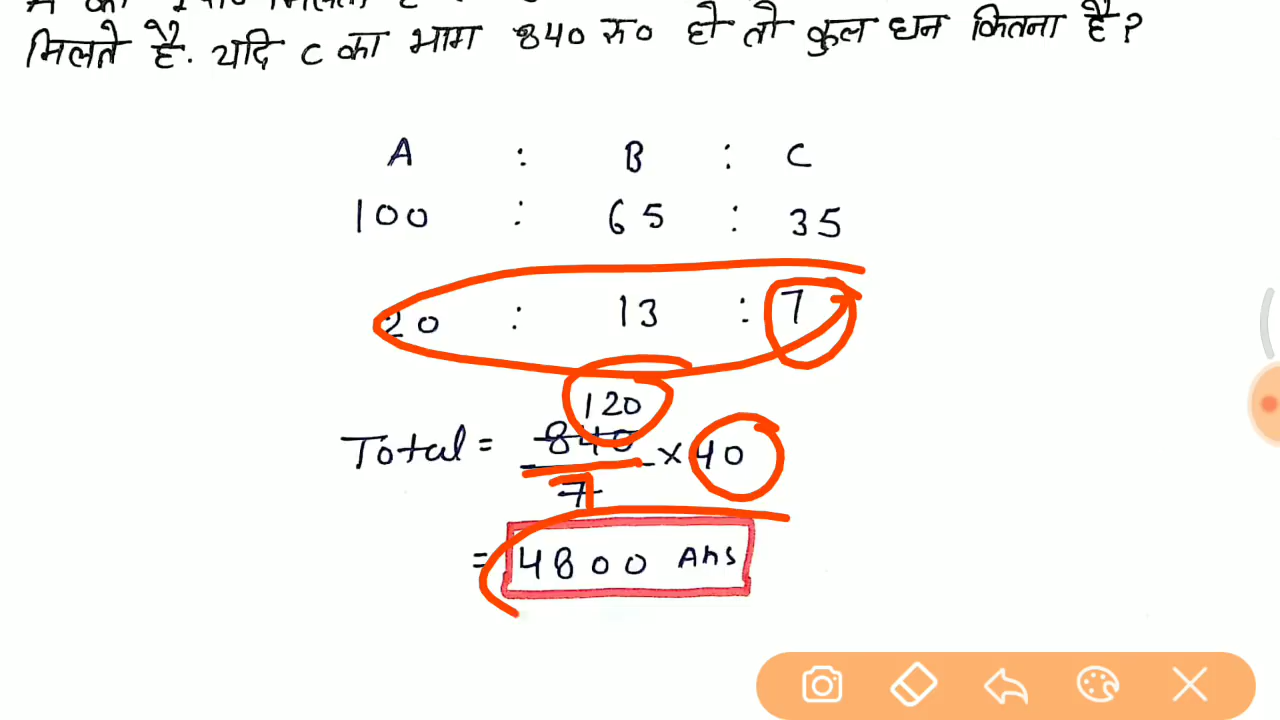 मिलते है. यदि C का भाग 840 रु० हो तो कुल धन कितना है?
A : B : C
100 : 65 : 35
20 : 13 : 7
120
Total = 840 × 40
7
= 4800 Ans